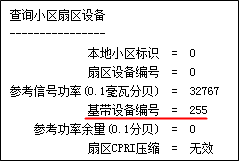 查询小区扇区设备
----------------
本地小区标识 = 0
扇区设备编号 = 0
参考信号功率(0.1毫瓦分贝) = 32767
基带设备编号 = 255
参考功率余量(0.1分贝) = 0
扇区CPRI压缩 = 无效